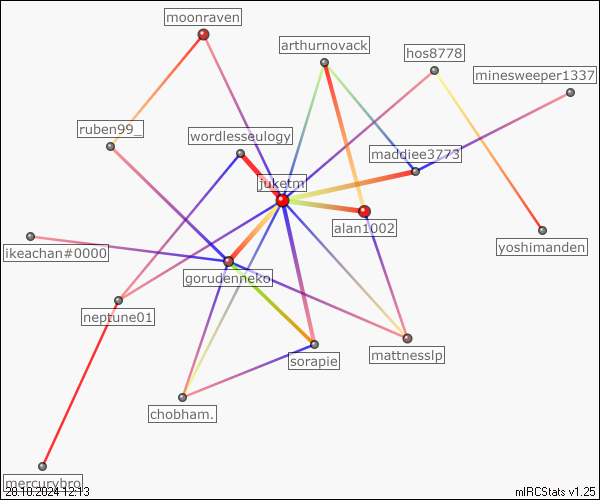 moonraven
arthurnovack
hos8778
minesweeper1337
ruben99_
wordlesseulogy
maddiee3773
juketm
alan1002
yoshimanden
ikeachan#0000
gorudenneko
neptune01
mattnesslp
sorapie
chobham.
mercurybro
20.10.2024 12:13
mIRCStats v1.25